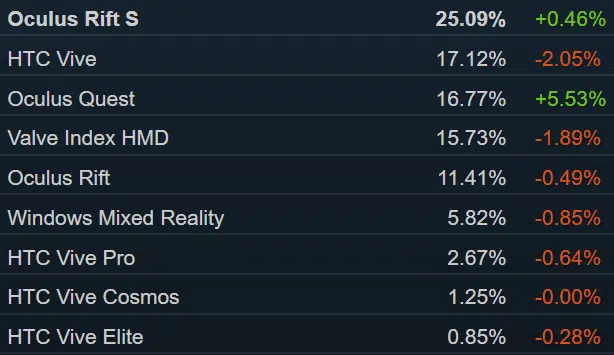 Oculus Rift S 25.09% +0.46%
HTC Vive 17.12% -2.05%
Oculus Quest 16.77% +5.53%
Valve Index HMD 15.73% -1.89%
Oculus Rift 11.41% -0.49%
Windows Mixed Reality 5.82% -0.85%
HTC Vive Pro 2.67% -0.64%
HTC Vive Cosmos 1.25% -0.00%
HTC Vive Elite 0.85% -0.28%